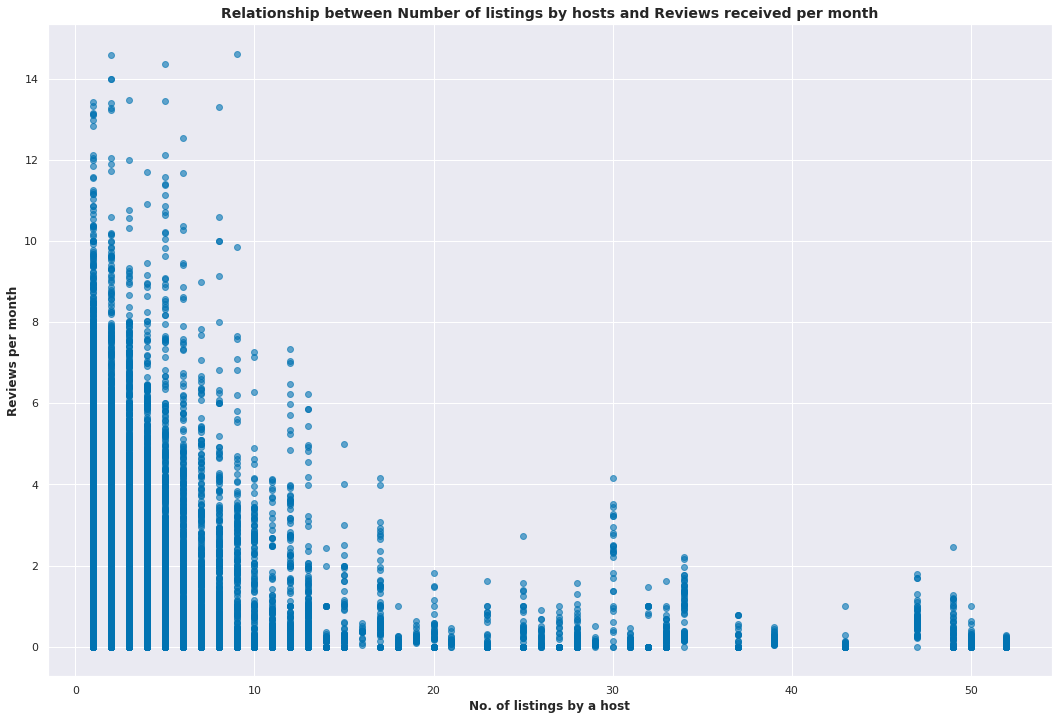 Relationship between Number of listings by hosts and Reviews received per month
14
12
10
8
6
4
2
0
Reviews per month
0 10 20 30 40 50
No. of listings by a host